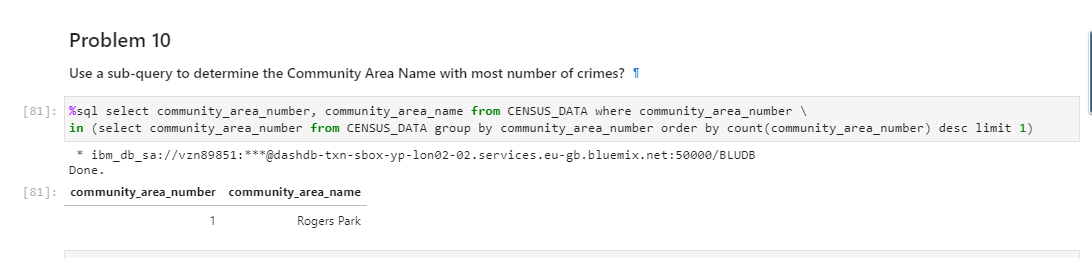 Problem 10
Use a sub-query to determine the Community Area Name with most number of crimes? ¶
[81]: %sql select community_area_number, community_area_name from CENSUS_DATA where community_area_number \
in (select community_area_number from CENSUS_DATA group by community_area_number order by count(community_area_number) desc limit 1)
* ibm_db_sa://vzn89851:***@dashdb-txn-sbox-yp-lon02-02.services.eu-gb.bluemix.net:50000/BLUDB
Done.
[81]: community_area_number community_area_name
1 Rogers Park